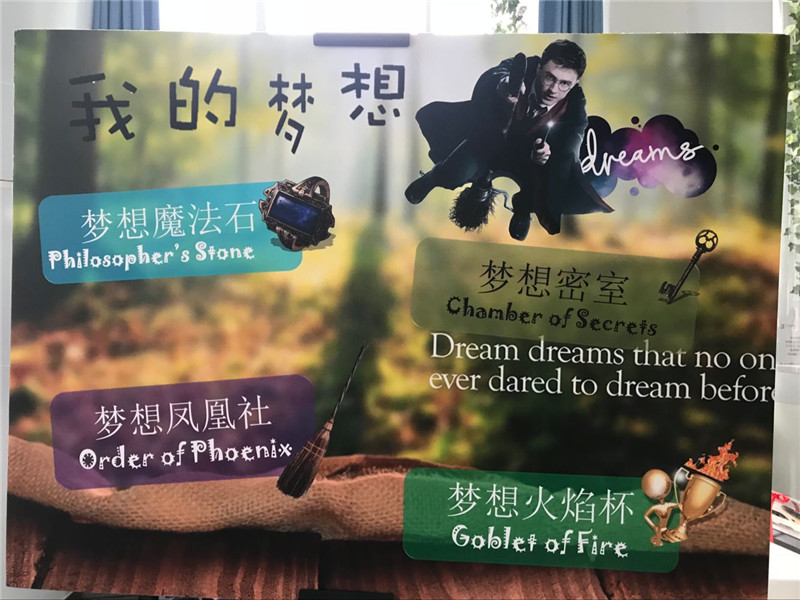 我的梦想
dreams
梦想魔法石
Philosopher's Stone
梦想密室
Chamber of Secrets
Dream dreams that no on
ever dared to dream befor
梦想凤凰社
Order of Phoenix
梦想火焰杯
Goblet of Fire